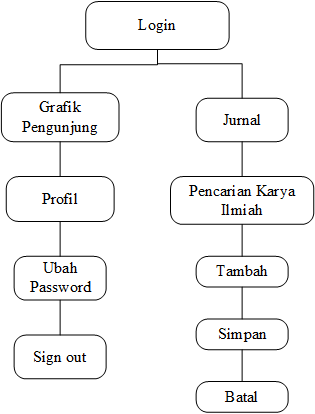 Login
Grafik
Pengunjung
Jurnal
Profil
Pencarian Karya
Ilmiah
Ubah
Password
Tambah
Sign out
Simpan
Batal